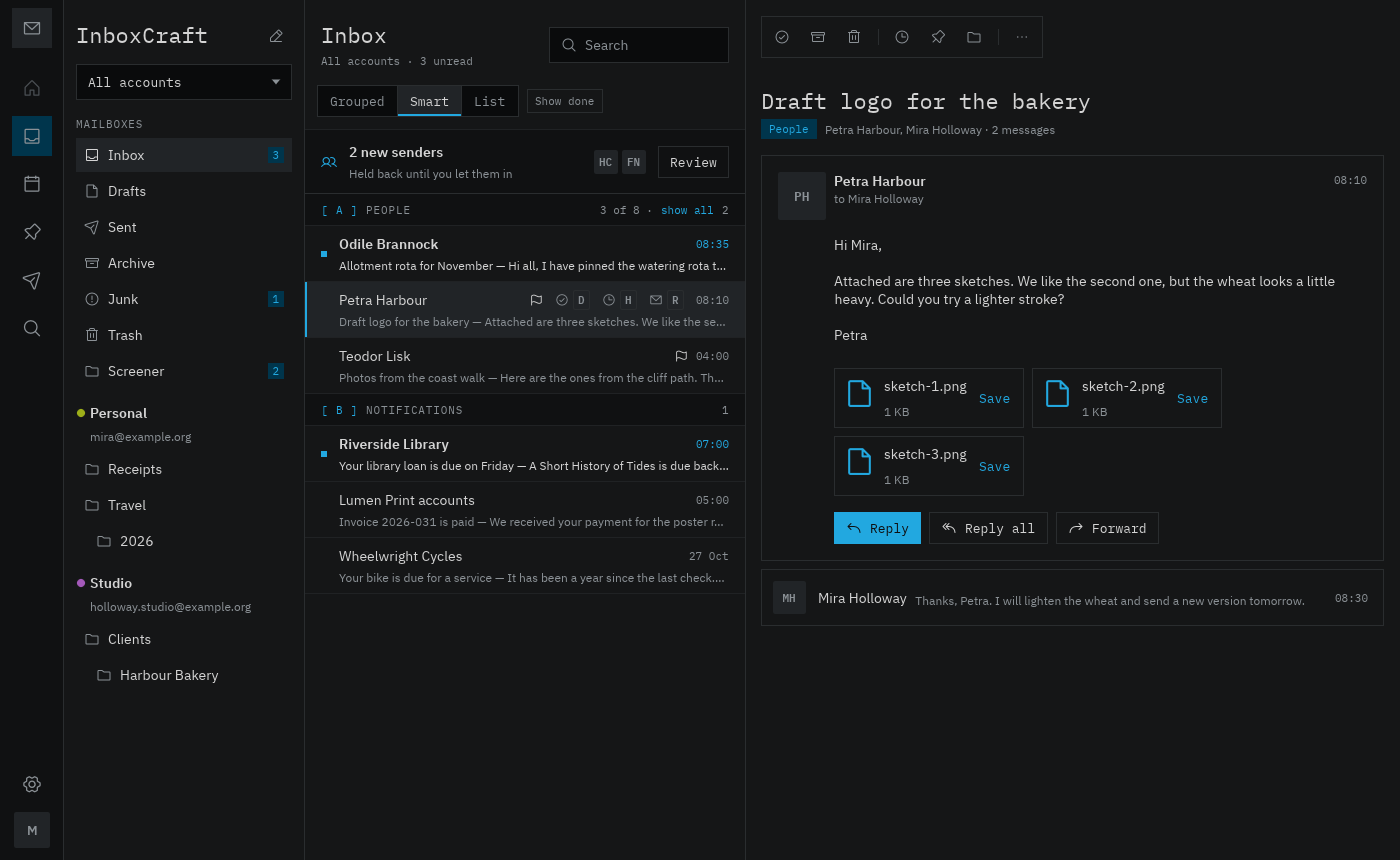 InboxCraft
All accounts
MAILBOXES
Inbox 3
Drafts
Sent
Archive
Junk 1
Trash
Screener 2
Personal
mira@example.org
Receipts
Travel
2026
Studio
holloway.studio@example.org
Clients
Harbour Bakery
M
Inbox
All accounts · 3 unread
Search
Grouped Smart List Show done
2 new senders
Held back until you let them in
HC FN Review
[ A ] PEOPLE 3 of 8 · show all 2
Odile Brannock 08:35
Allotment rota for November — Hi all, I have pinned the watering rota t…
Petra Harbour D H R 08:10
Draft logo for the bakery — Attached are three sketches. We like the se…
Teodor Lisk 04:00
Photos from the coast walk — Here are the ones from the cliff path. Th…
[ B ] NOTIFICATIONS 1
Riverside Library 07:00
Your library loan is due on Friday — A Short History of Tides is due back…
Lumen Print accounts 05:00
Invoice 2026-031 is paid — We received your payment for the poster r…
Wheelwright Cycles 27 Oct
Your bike is due for a service — It has been a year since the last check.…
Draft logo for the bakery
People Petra Harbour, Mira Holloway · 2 messages
PH
Petra Harbour 08:10
to Mira Holloway
Hi Mira,
Attached are three sketches. We like the second one, but the wheat looks a little
heavy. Could you try a lighter stroke?
Petra
sketch-1.png
1 KB
Save
sketch-2.png
1 KB
Save
sketch-3.png
1 KB
Save
Reply Reply all Forward
MH Mira Holloway Thanks, Petra. I will lighten the wheat and send a new version tomorrow. 08:30